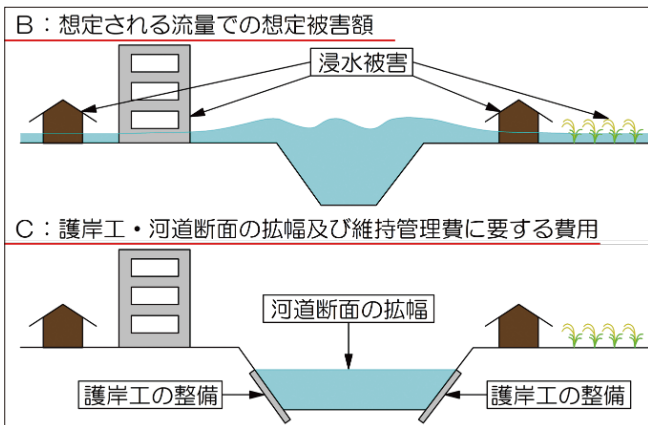 B：想定される流量での想定被害額
浸水被害
C：護岸工・河道断面の拡幅及び維持管理費に要する費用
河道断面の拡幅
護岸工の整備
護岸工の整備